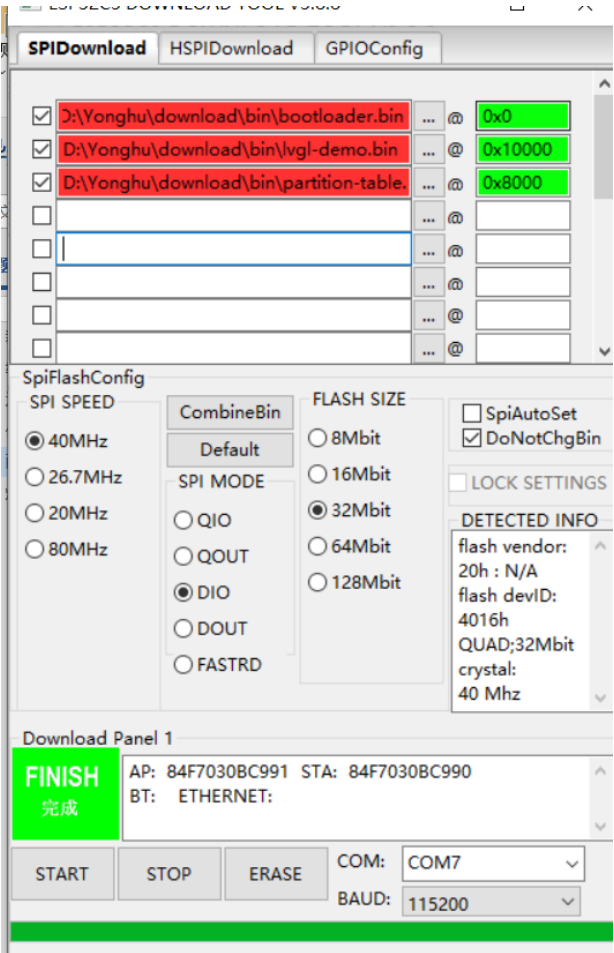 SPIDownload HSPIDownload GPIOConfig
D:\Yonghu\download\bin\bootloader.bin ... @ 0x0
D:\Yonghu\download\bin\lvgl-demo.bin ... @ 0x10000
D:\Yonghu\download\bin\partition-table. ... @ 0x8000
... @
... @
... @
... @
... @
SpiFlashConfig
SPI SPEED
40MHz
26.7MHz
20MHz
80MHz
CombineBin
Default
SPI MODE
QIO
QOUT
DIO
DOUT
FASTRD
FLASH SIZE
8Mbit
16Mbit
32Mbit
64Mbit
128Mbit
SpiAutoSet
DoNotChgBin
LOCK SETTINGS
DETECTED INFO
flash vendor:
20h : N/A
flash devID:
4016h
QUAD;32Mbit
crystal:
40 Mhz
Download Panel 1
FINISH
完成
AP: 84F7030BC991 STA: 84F7030BC990
BT: ETHERNET:
START STOP ERASE
COM: COM7
BAUD: 115200